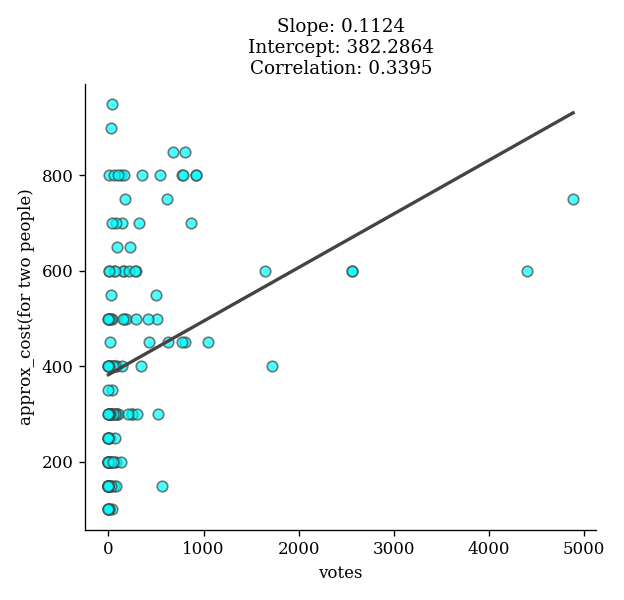 Slope: 0.1124
Intercept: 382.2864
Correlation: 0.3395
approx_cost(for two people)
800
600
400
200
0 1000 2000 3000 4000 5000
votes